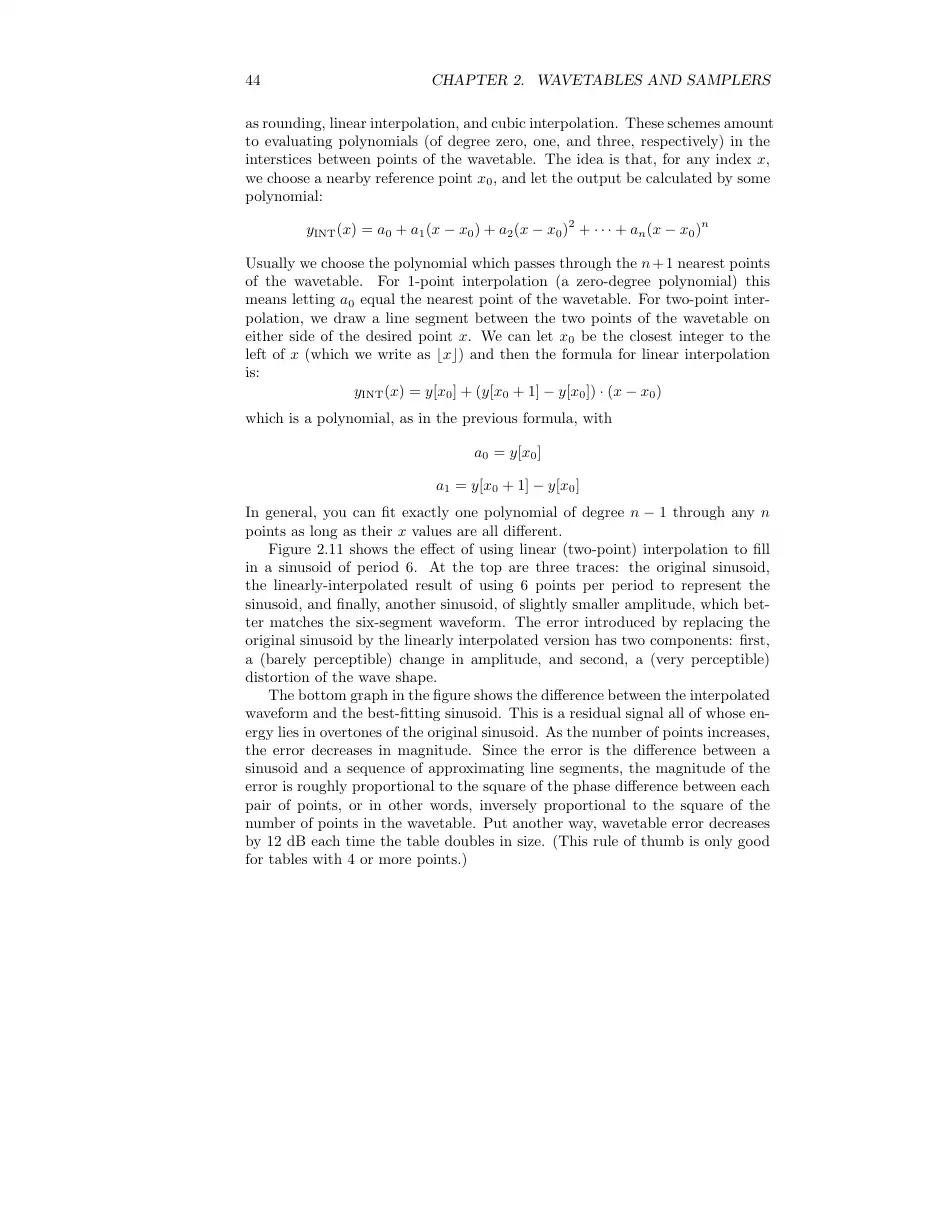 44 CHAPTER 2. WAVETABLES AND SAMPLERS
as rounding, linear interpolation, and cubic interpolation. These schemes amount
to evaluating polynomials (of degree zero, one, and three, respectively) in the
interstices between points of the wavetable. The idea is that, for any index x,
we choose a nearby reference point x₀, and let the output be calculated by some
polynomial:
y_INT(x) = a₀ + a₁(x − x₀) + a₂(x − x₀)² + · · · + aₙ(x − x₀)ⁿ
Usually we choose the polynomial which passes through the n+1 nearest points
of the wavetable. For 1-point interpolation (a zero-degree polynomial) this
means letting a₀ equal the nearest point of the wavetable. For two-point inter-
polation, we draw a line segment between the two points of the wavetable on
either side of the desired point x. We can let x₀ be the closest integer to the
left of x (which we write as ⌊x⌋) and then the formula for linear interpolation
is:
y_INT(x) = y[x₀] + (y[x₀ + 1] − y[x₀]) · (x − x₀)
which is a polynomial, as in the previous formula, with
a₀ = y[x₀]
a₁ = y[x₀ + 1] − y[x₀]
In general, you can fit exactly one polynomial of degree n − 1 through any n
points as long as their x values are all different.
Figure 2.11 shows the effect of using linear (two-point) interpolation to fill
in a sinusoid of period 6. At the top are three traces: the original sinusoid,
the linearly-interpolated result of using 6 points per period to represent the
sinusoid, and finally, another sinusoid, of slightly smaller amplitude, which bet-
ter matches the six-segment waveform. The error introduced by replacing the
original sinusoid by the linearly interpolated version has two components: first,
a (barely perceptible) change in amplitude, and second, a (very perceptible)
distortion of the wave shape.
The bottom graph in the figure shows the difference between the interpolated
waveform and the best-fitting sinusoid. This is a residual signal all of whose en-
ergy lies in overtones of the original sinusoid. As the number of points increases,
the error decreases in magnitude. Since the error is the difference between a
sinusoid and a sequence of approximating line segments, the magnitude of the
error is roughly proportional to the square of the phase difference between each
pair of points, or in other words, inversely proportional to the square of the
number of points in the wavetable. Put another way, wavetable error decreases
by 12 dB each time the table doubles in size. (This rule of thumb is only good
for tables with 4 or more points.)